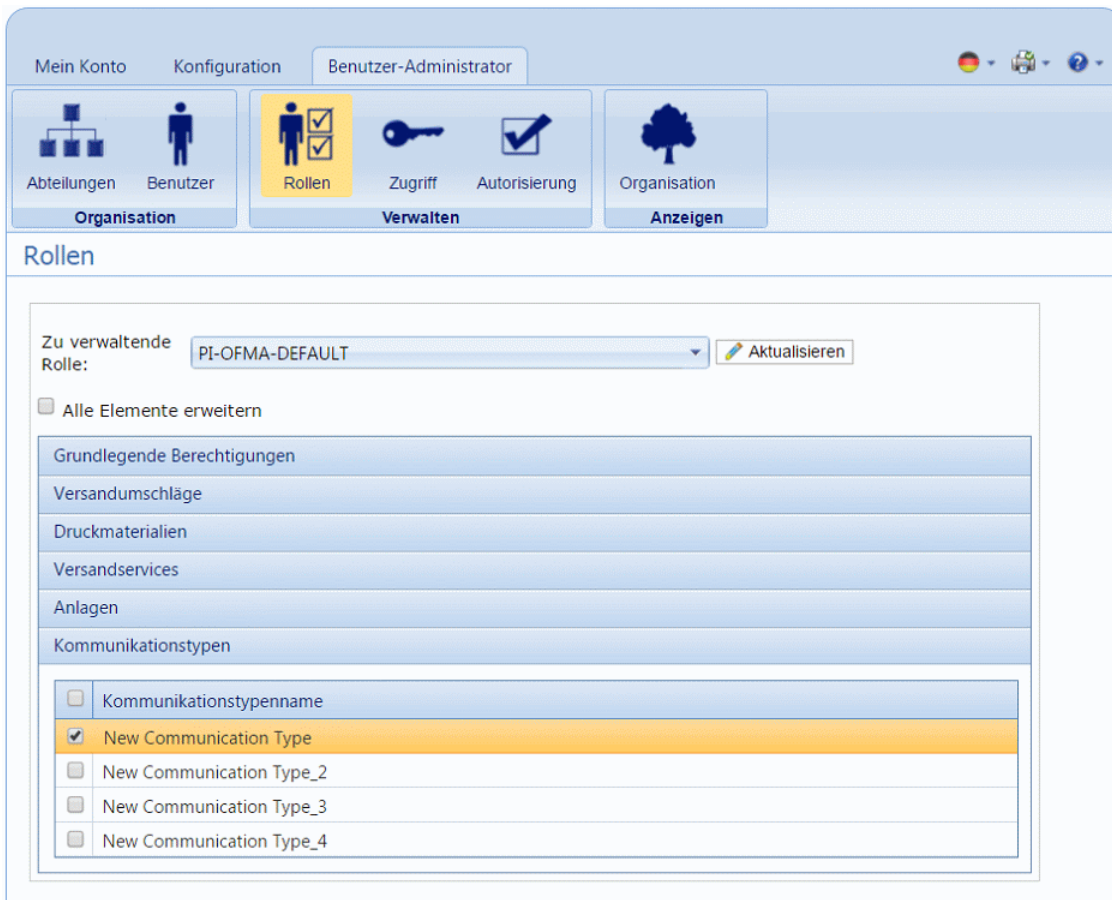 Mein Konto Konfiguration Benutzer-Administrator
Abteilungen Benutzer Rollen Zugriff Autorisierung Organisation
Organisation Verwalten Anzeigen
Rollen
Zu verwaltende
Rolle:
PI-OFMA-DEFAULT Aktualisieren
Alle Elemente erweitern
Grundlegende Berechtigungen
Versandumschläge
Druckmaterialien
Versandservices
Anlagen
Kommunikationstypen
Kommunikationstypenname
New Communication Type
New Communication Type_2
New Communication Type_3
New Communication Type_4